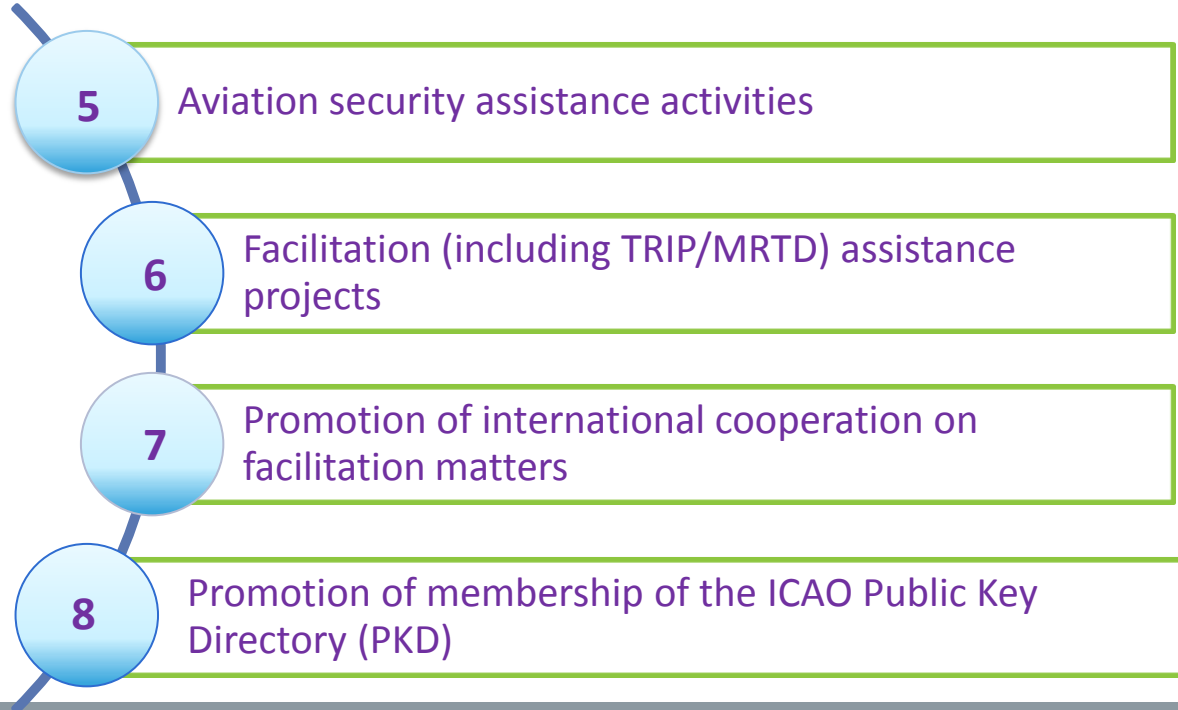 5
Aviation security assistance activities
6
Facilitation (including TRIP/MRTD) assistance
projects
7
Promotion of international cooperation on
facilitation matters
8
Promotion of membership of the ICAO Public Key
Directory (PKD)